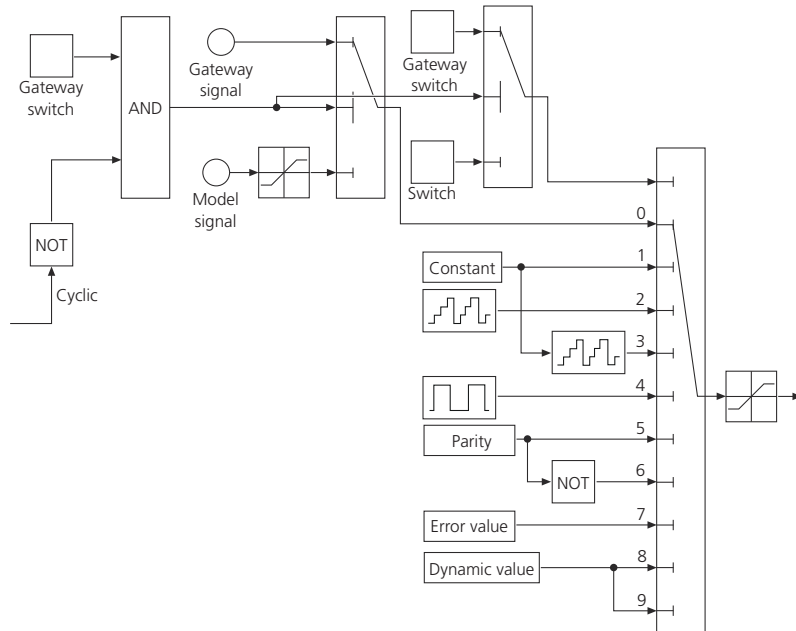 Gateway
switch
AND
Gateway
signal
Model
signal
NOT
Cyclic
Gateway
switch
Switch
0
Constant
1
2
3
4
Parity
5
NOT
6
Error value
7
Dynamic value
8
9